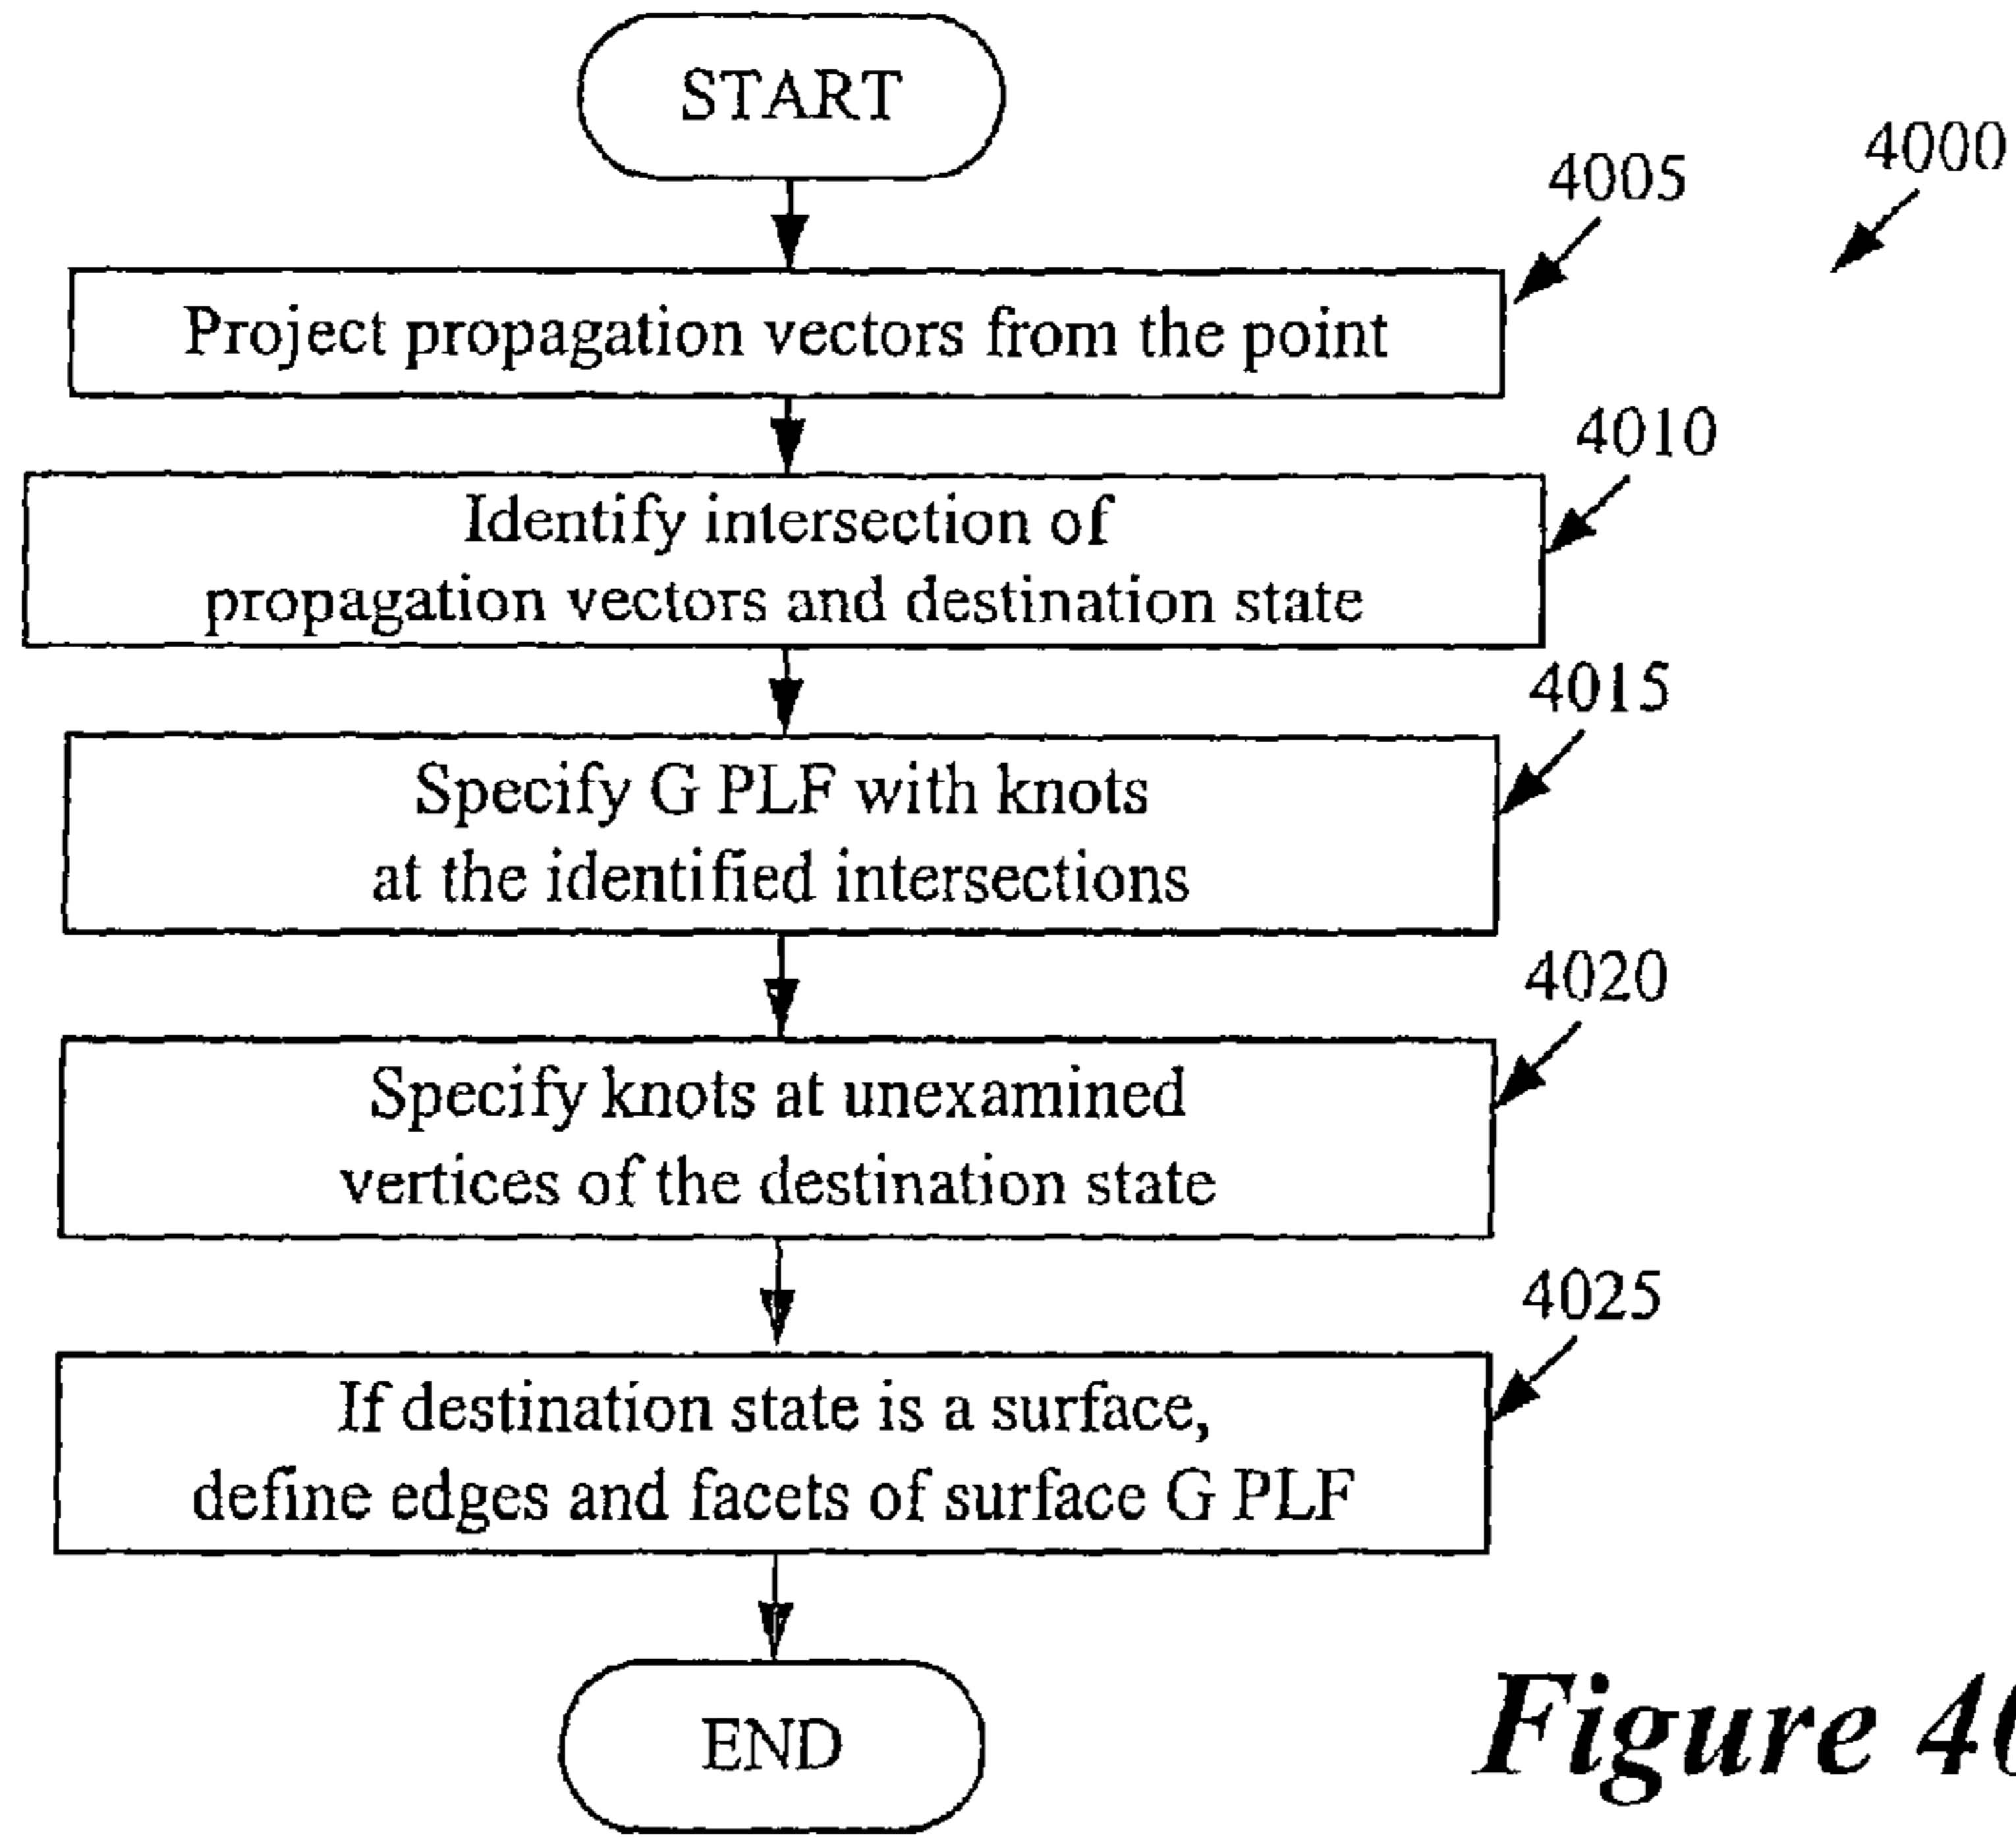 START
4000
4005
Project propagation vectors from the point
4010
Identify intersection of
propagation vectors and destination state
4015
Specify G PLF with knots
at the identified intersections
4020
Specify knots at unexamined
vertices of the destination state
4025
If destination state is a surface,
define edges and facets of surface G PLF
END
Figure 40